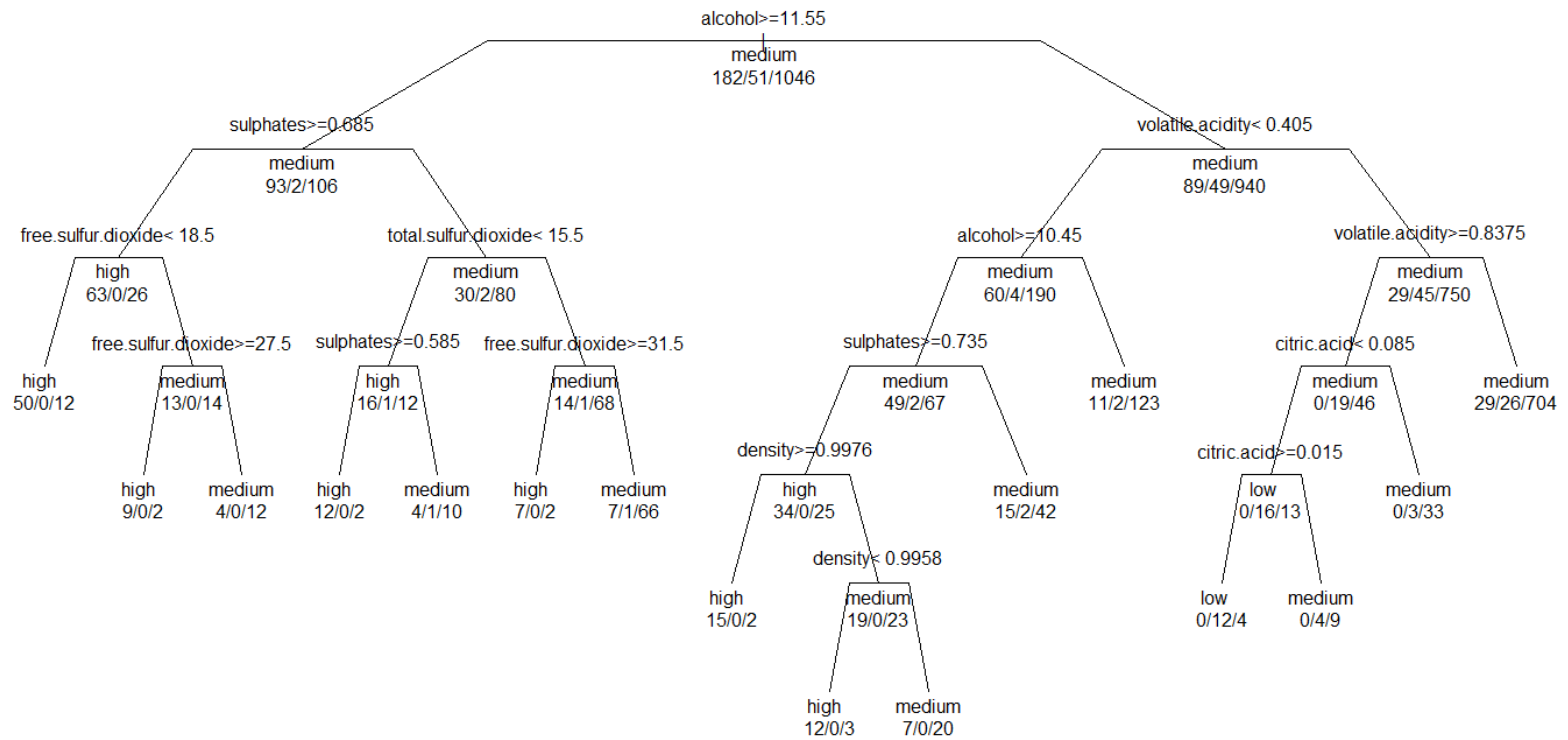 alcohol>=11.55
medium
182/51/1046
sulphates>=0.685
volatile.acidity< 0.405
medium
medium
93/2/106
89/49/940
free.sulfur.dioxide< 18.5
total.sulfur.dioxide< 15.5
alcohol>=10.45
volatile.acidity>=0.8375
high
medium
medium
medium
63/0/26
30/2/80
60/4/190
29/45/750
free.sulfur.dioxide>=27.5
sulphates>=0.585
free.sulfur.dioxide>=31.5
sulphates>=0.735
citric.acid< 0.085
high
medium
high
medium
medium
medium
medium
medium
50/0/12
13/0/14
16/1/12
14/1/68
49/2/67
11/2/123
0/19/46
29/26/704
density>=0.9976
citric.acid>=0.015
high
medium
high
medium
high
medium
high
medium
low
medium
9/0/2
4/0/12
12/0/2
4/1/10
7/0/2
7/1/66
34/0/25
15/2/42
0/16/13
0/3/33
density< 0.9958
high
medium
low
medium
15/0/2
19/0/23
0/12/4
0/4/9
high
medium
12/0/3
7/0/20